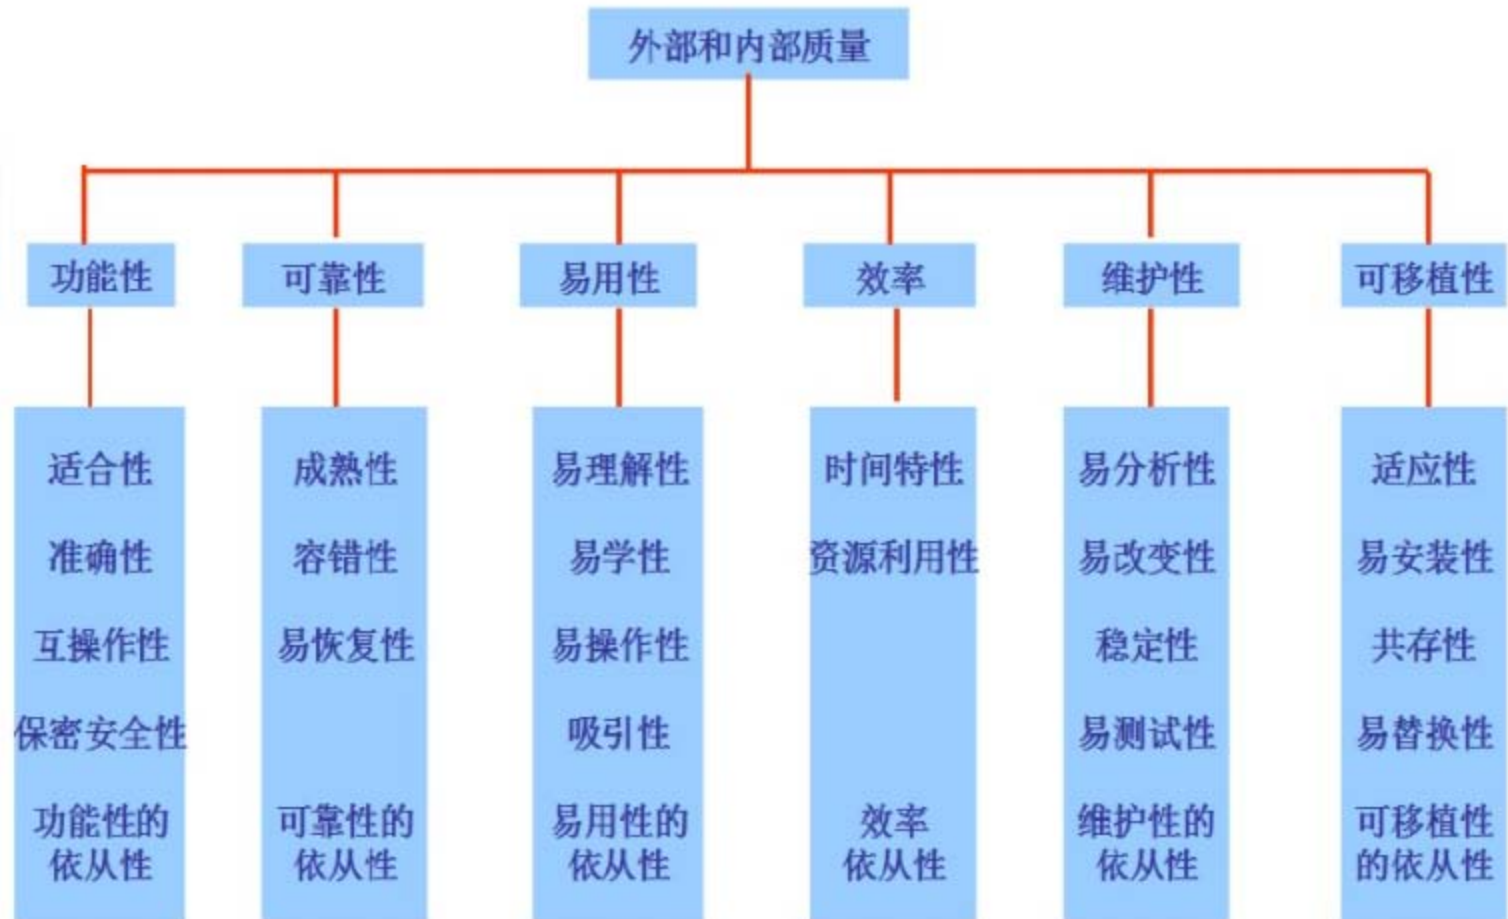 外部和内部质量
功能性
可靠性
易用性
效率
维护性
可移植性
适合性
准确性
互操作性
保密安全性
功能性的
依从性
成熟性
容错性
易恢复性
可靠性的
依从性
易理解性
易学性
易操作性
吸引性
易用性的
依从性
时间特性
资源利用性
效率
依从性
易分析性
易改变性
稳定性
易测试性
维护性的
依从性
适应性
易安装性
共存性
易替换性
可移植性
的依从性